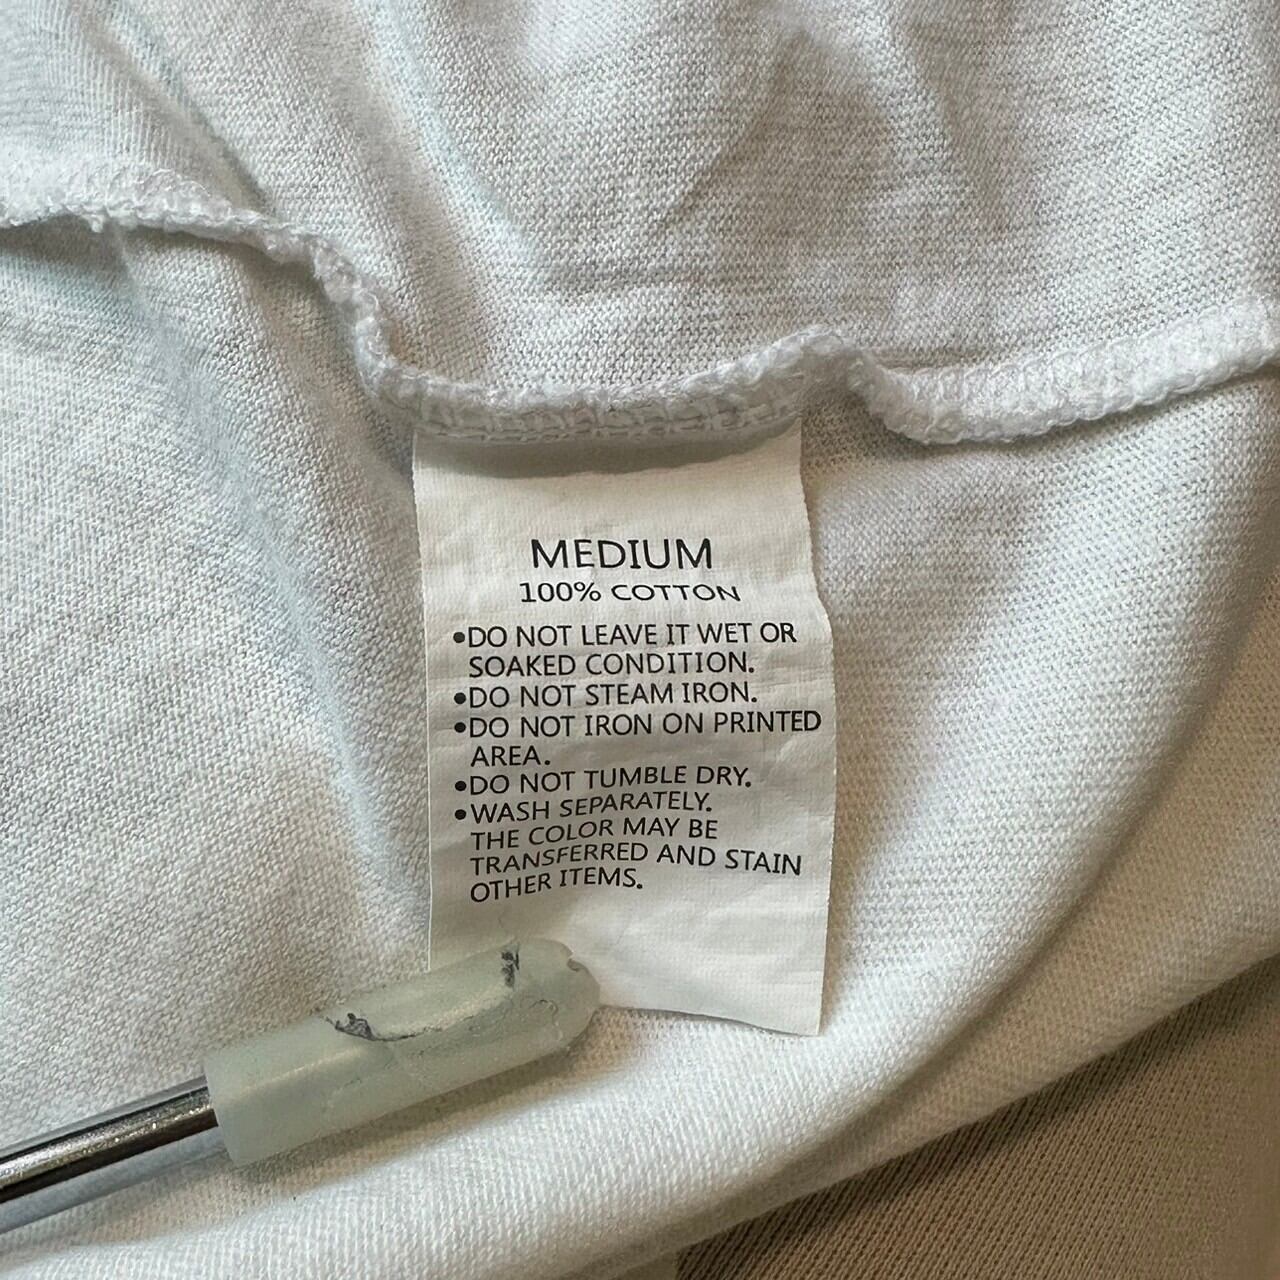 MEDIUM
100% COTTON
•DO NOT LEAVE IT WET OR
SOAKED CONDITION.
•DO NOT STEAM IRON.
•DO NOT IRON ON PRINTED
AREA.
•DO NOT TUMBLE DRY.
•WASH SEPARATELY.
THE COLOR MAY BE
TRANSFERRED AND STAIN
OTHER ITEMS.